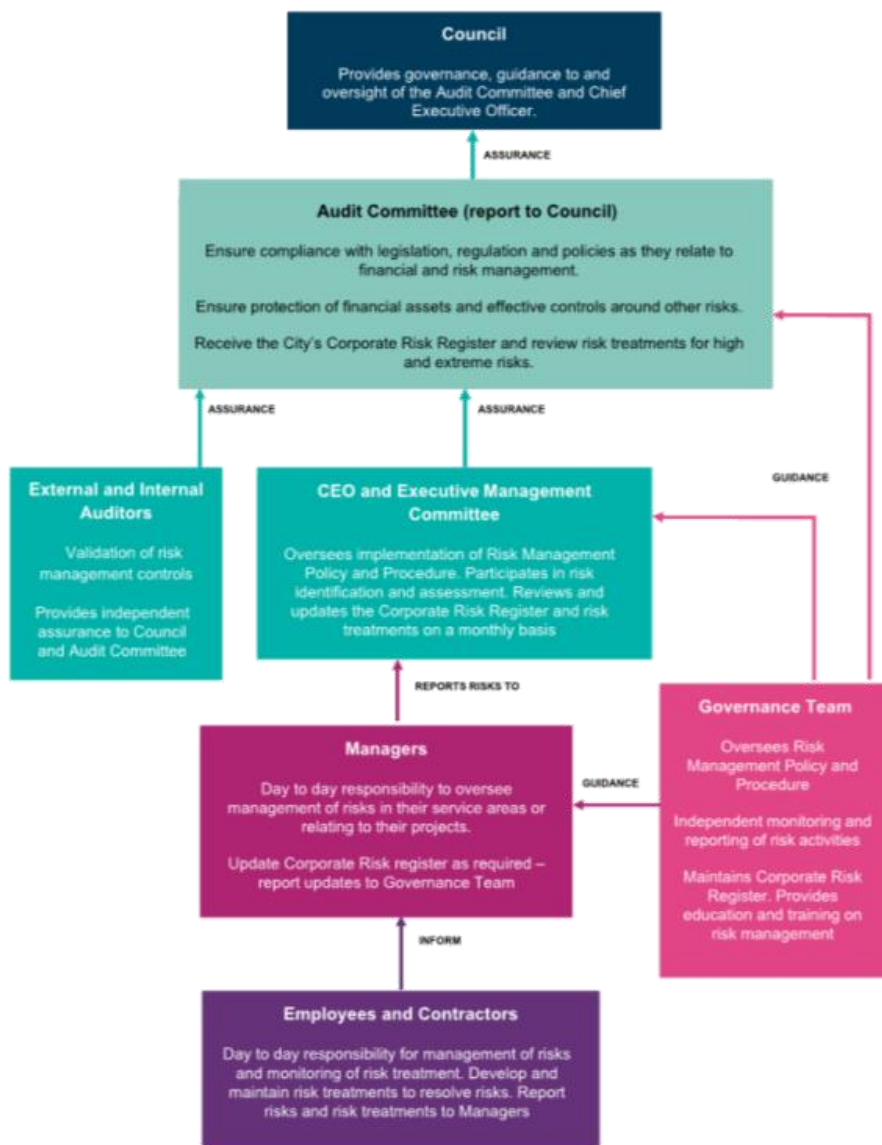 Council
Provides governance, guidance to and
oversight of the Audit Committee and Chief
Executive Officer.
ASSURANCE
Audit Committee (report to Council)
Ensure compliance with legislation, regulation and policies as they relate to
financial and risk management.
Ensure protection of financial assets and effective controls around other risks.
Receive the City's Corporate Risk Register and review risk treatments for high
and extreme risks.
ASSURANCE
ASSURANCE
GUIDANCE
External and Internal
Auditors
Validation of risk
management controls
Provides independent
assurance to Council
and Audit Committee
CEO and Executive Management
Committee
Oversees implementation of Risk Management
Policy and Procedure. Participates in risk
identification and assessment. Reviews and
updates the Corporate Risk Register and risk
treatments on a monthly basis
REPORTS RISKS TO
Managers
Day to day responsibility to oversee
management of risks in their service areas or
relating to their projects.
Update Corporate Risk register as required –
report updates to Governance Team
GUIDANCE
Governance Team
Oversees Risk
Management Policy and
Procedure
Independent monitoring and
reporting of risk activities
Maintains Corporate Risk
Register. Provides
education and training on
risk management
INFORM
Employees and Contractors
Day to day responsibility for management of risks
and monitoring of risk treatment. Develop and
maintain risk treatments to resolve risks. Report
risks and risk treatments to Managers